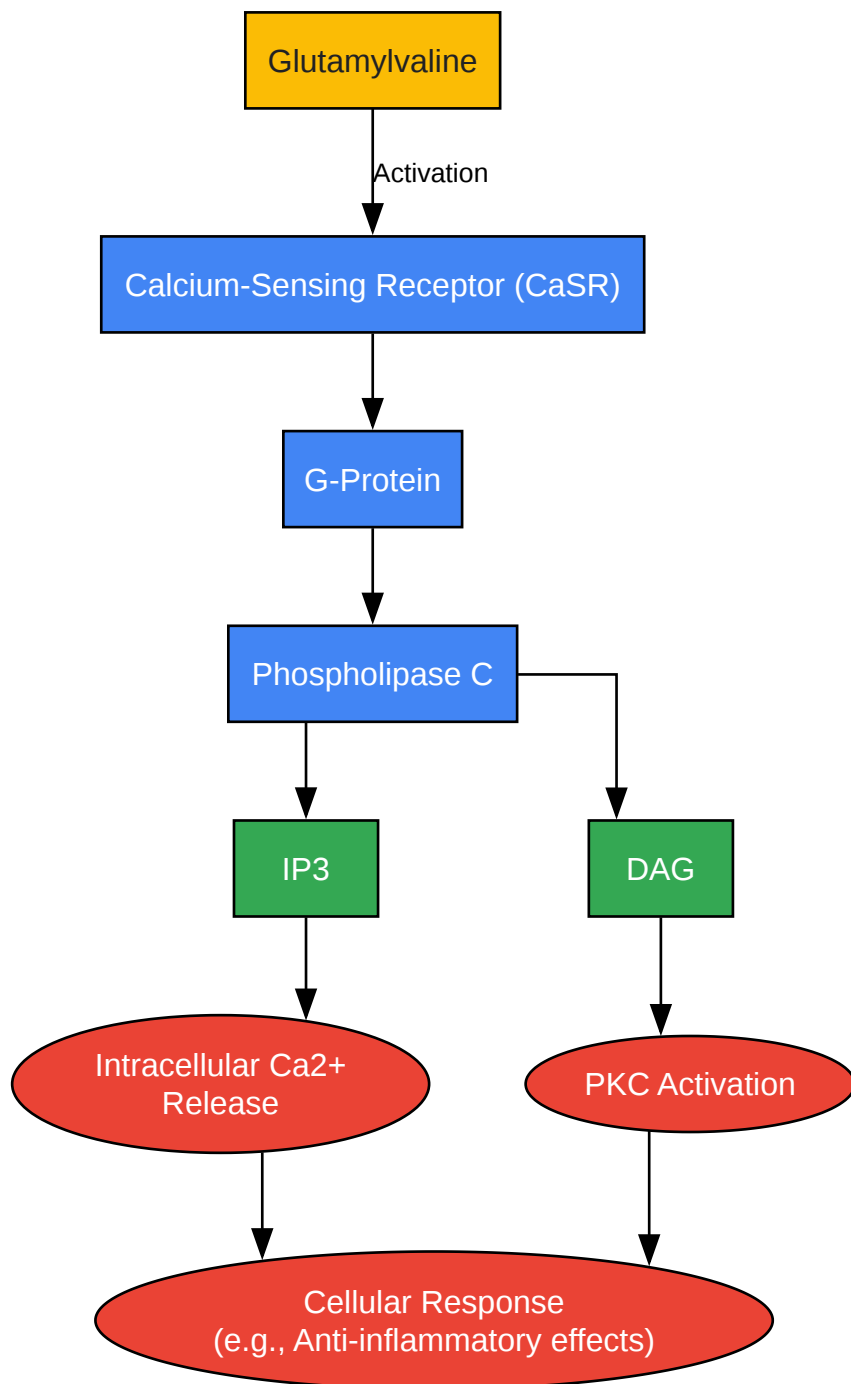 Glutamylvaline
Activation
Calcium-Sensing Receptor (CaSR)
G-Protein
Phospholipase C
IP3
DAG
Intracellular Ca2+
Release
PKC Activation
Cellular Response
(e.g., Anti-inflammatory effects)